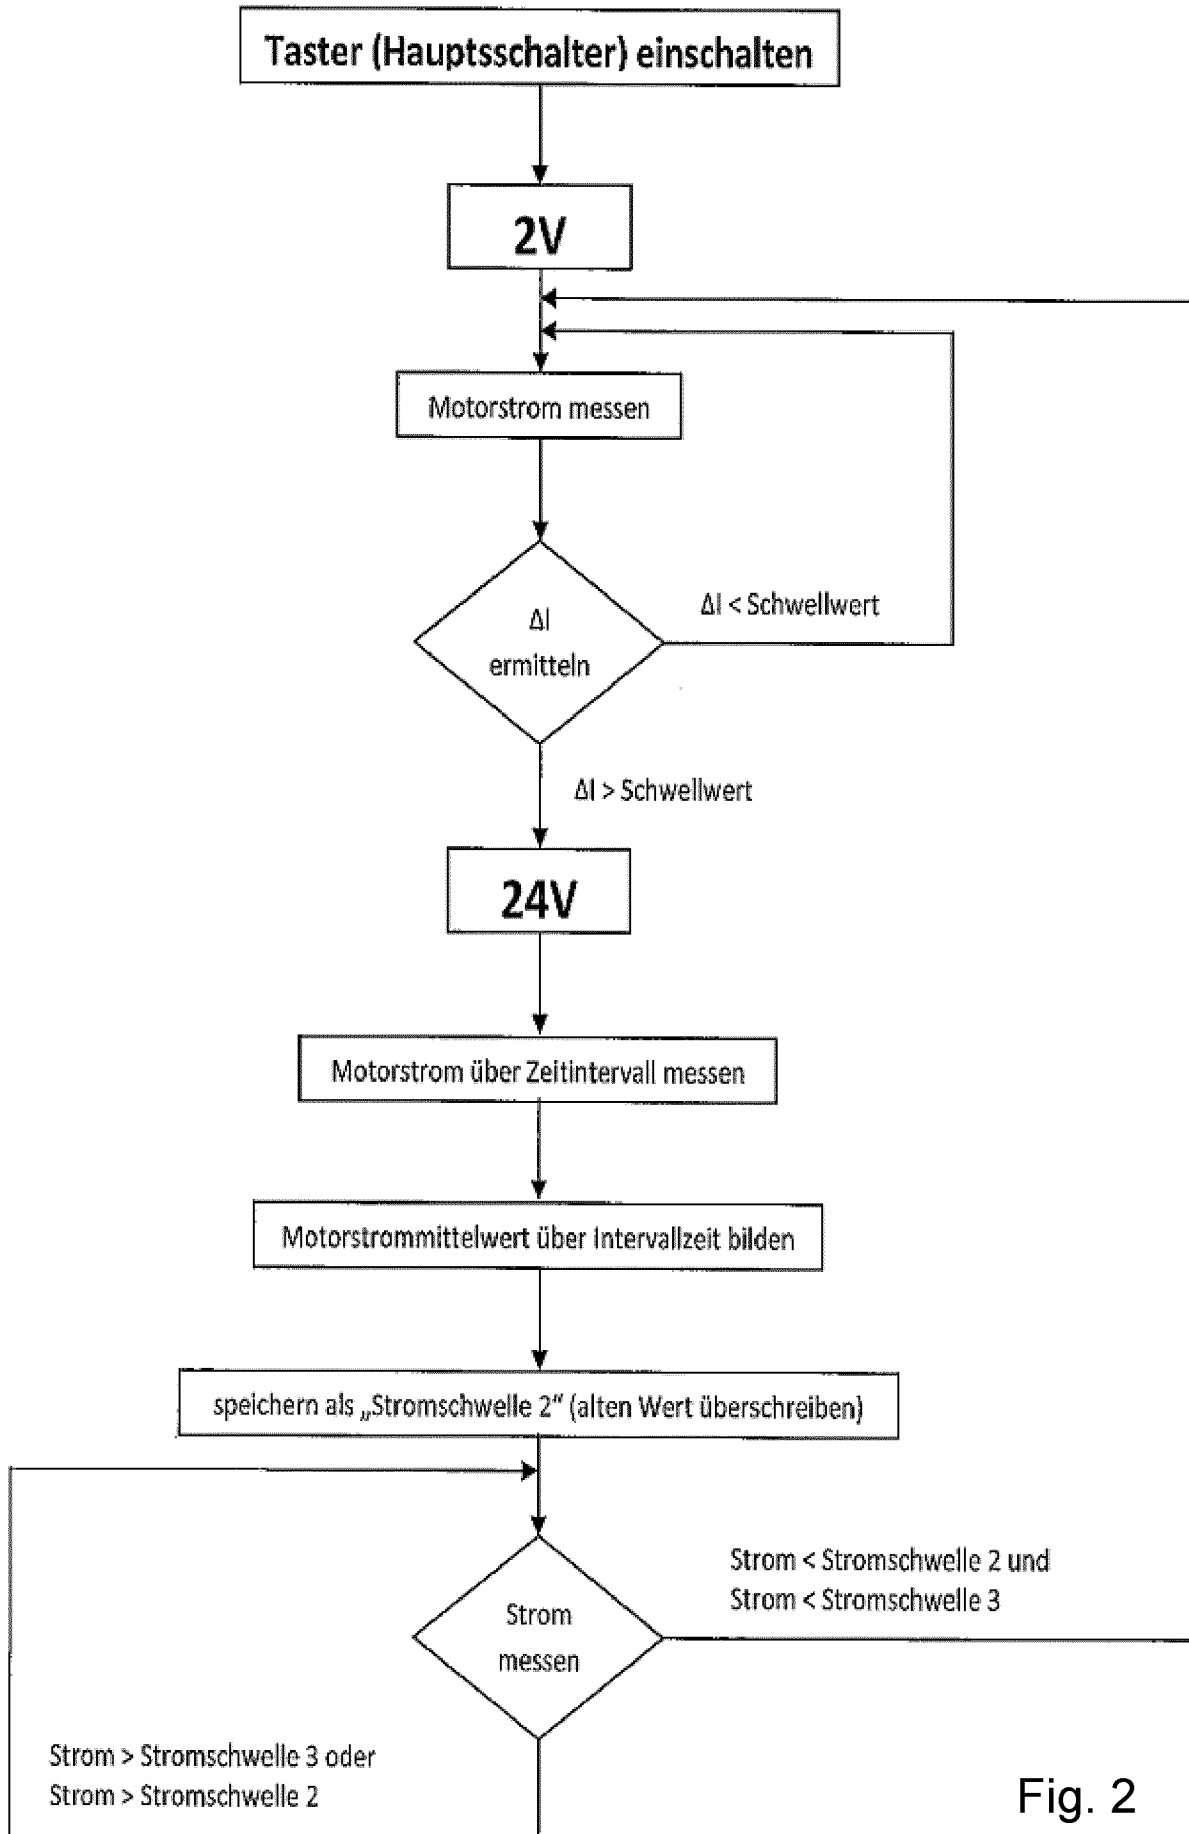 Taster (Hauptsschalter) einschalten
2V
Motorstrom messen
ΔI
ermitteln
ΔI < Schwellwert
ΔI > Schwellwert
24V
Motorstrom über Zeitintervall messen
Motorstrommittelwert über Intervallzeit bilden
speichern als „Stromschwelle 2“ (alten Wert überschreiben)
Strom < Stromschwelle 2 und
Strom < Stromschwelle 3
Strom
messen
Strom > Stromschwelle 3 oder
Strom > Stromschwelle 2
Fig. 2